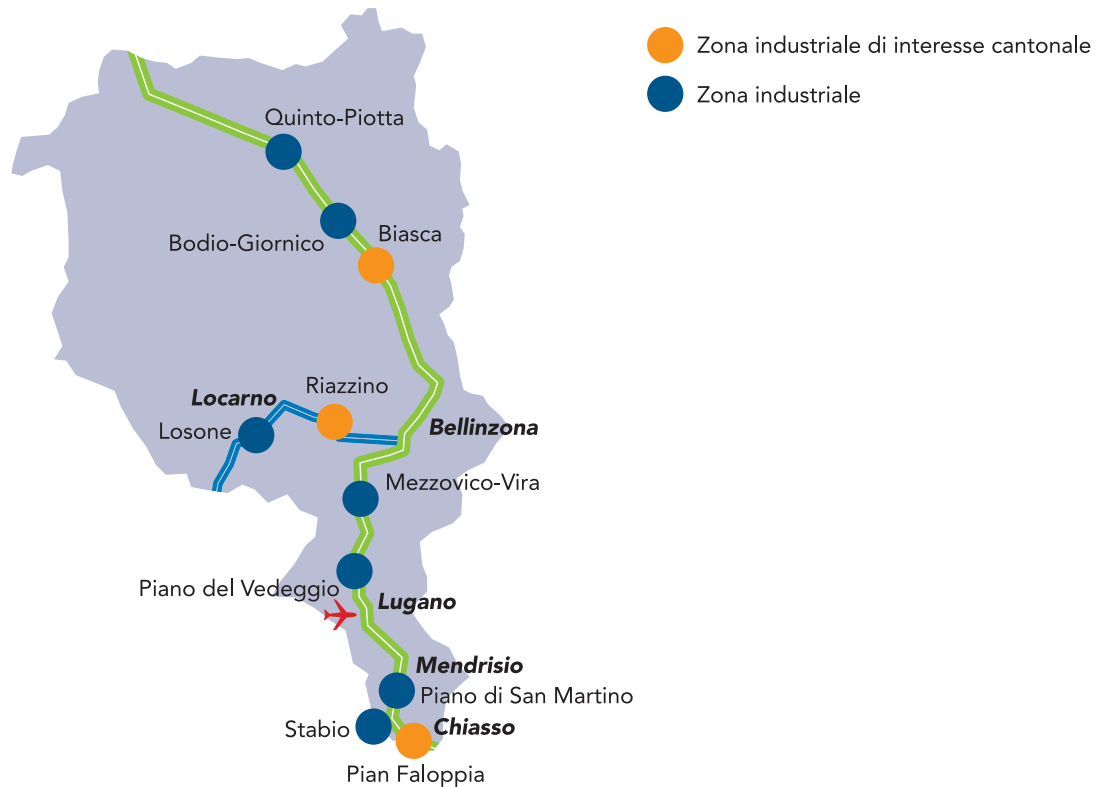 Zona industriale di interesse cantonale
Zona industriale
Quinto-Piotta
Biasca
Bodio-Giornico
Riazzino
Locarno
Bellinzona
Losone
Mezzovico-Vira
Piano del Vedeggio
Lugano
Mendrisio
Piano di San Martino
Chiasso
Stabio
Pian Faloppia